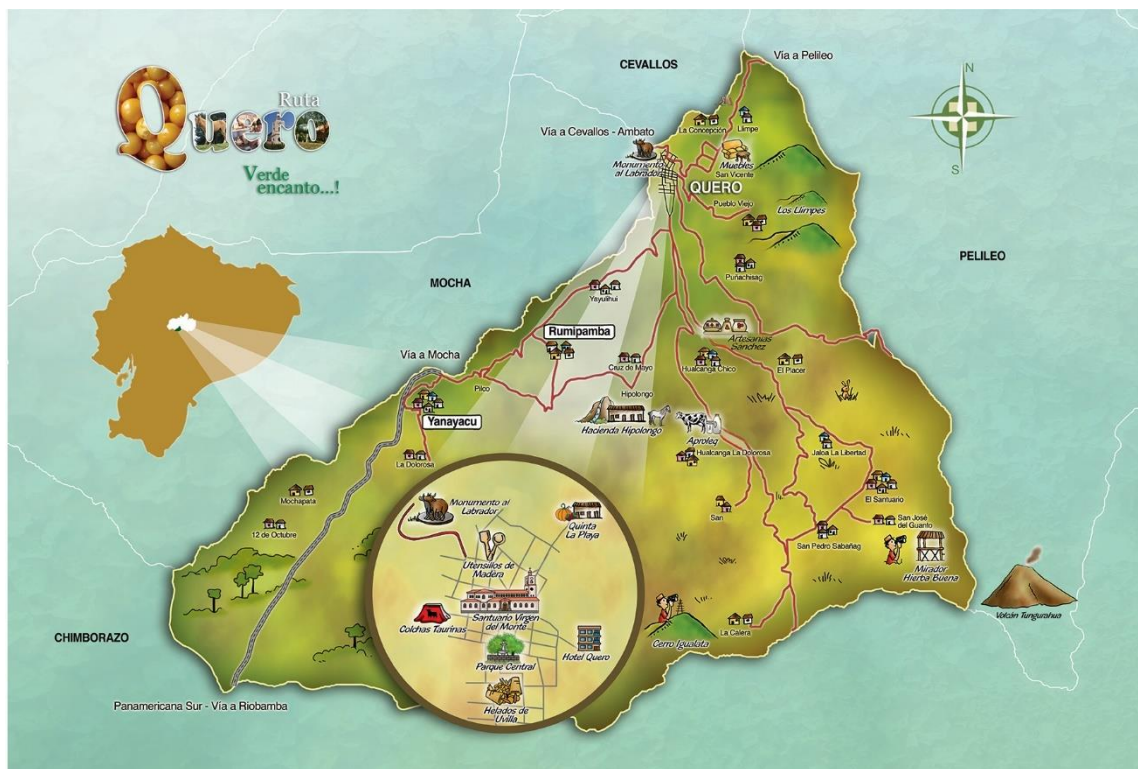 CEVALLOS
Vía a Pelileo
Ruta
Quero
Verde
encanto...!
N
S
Vía a Cevallos - Ambato
La Concepción
Llimpe
Monumento
al Labrador
Muebles
San Vicente
QUERO
Pueblo Viejo
Los Llimpes
Puñachisag
PELILEO
MOCHA
Yayulihui
Rumipamba
Artesanías
Sánchez
Vía a Mocha
Pilco
Cruz de Mayo
Hualcanga Chico
El Placer
Hipolongo
Yanayacu
Hacienda Hipolongo
Aproleq
Hualcanga La Dolorosa
Jaloa La Libertad
La Dolorosa
El Santuario
Mochapata
12 de Octubre
San
San José
del Guanto
San Pedro Sabañag
Mirador
Hierba Buena
Monumento al
Labrador
Quinta
La Playa
Utensilios de
Madera
Santuario Virgen
del Monte
Colchas Taurinas
Hotel Quero
Parque Central
Helados de
Uvilla
Volcán Tungurahua
CHIMBORAZO
Cerro Igualata
La Calera
Panamericana Sur - Vía a Riobamba